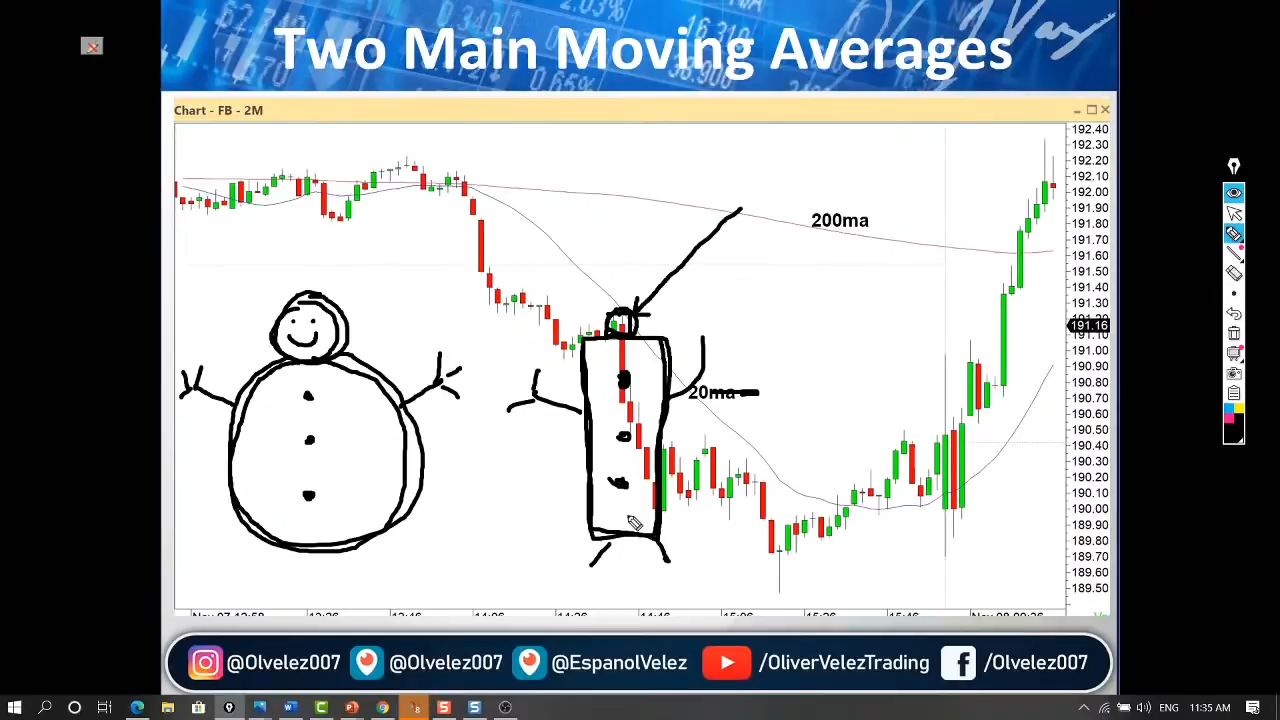 Two Main Moving Averages
Chart - FB - 2M
192.40
192.30
192.20
192.10
192.00
191.90
191.80
191.70
191.60
191.50
191.40
191.30
191.16
191.10
191.00
190.90
190.80
190.70
190.60
190.50
190.40
190.30
190.20
190.10
190.00
189.90
189.80
189.70
189.60
189.50
200ma
20ma
@Olvelez007
@Olvelez007
@EspanolVelez
/OliverVelezTrading
/Olvelez007
ENG
11:35 AM